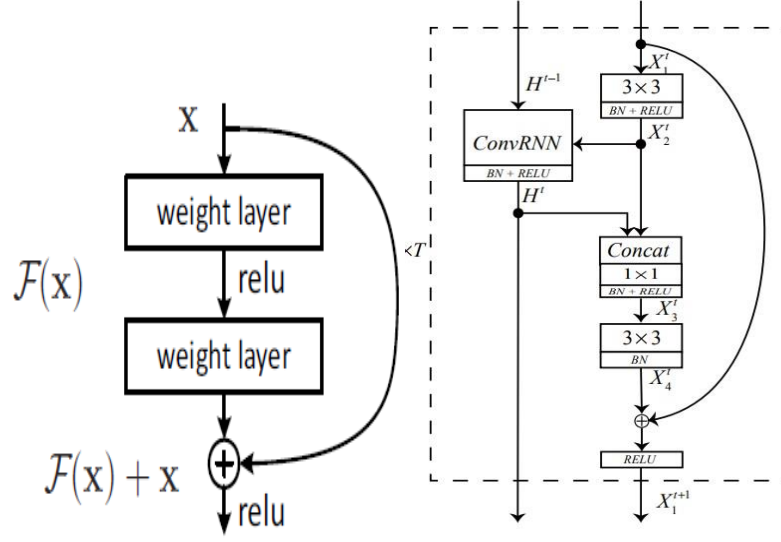 x
weight layer
F(x)
relu
weight layer
F(x) + x
relu
×T
H^{t-1}
X_1^t
3×3
BN + RELU
X_2^t
ConvRNN
BN + RELU
H^t
Concat
1×1
BN + RELU
X_3^t
3×3
BN
X_4^t
RELU
X_1^{t+1}